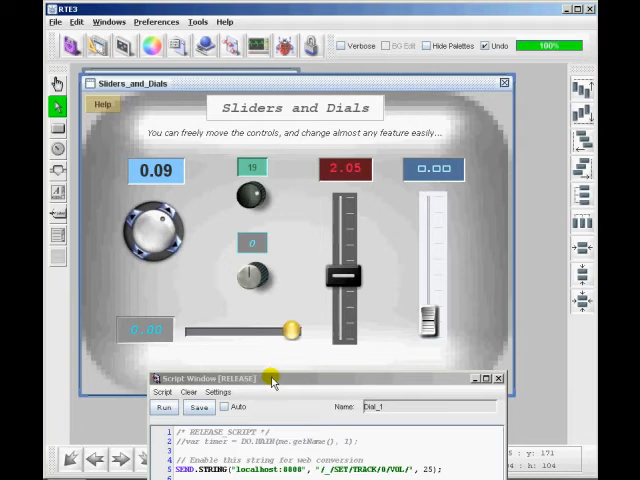 RTE3
Edit Windows Preferences Tools Help
Verbose BG Edit Hide Palettes Undo 100%
Sliders_and_Dials
Help
Sliders and Dials
You can freely move the controls, and change almost any feature easily...
0.09 19 2.05 0.00
0
0.00
Script Window [RELEASE]
Script Clear Settings
Run Save Auto Name: Dial_1
1 /* RELEASE_SCRIPT */
2 //var timer = DO.MAIN(me.getName(), 1);
3
4 // Enable this string for web conversion
5 SEND.STRING("localhost:8088", "/_/SET/TRACK/0/VOL/", 25);
6
s : y: 171
: h: 104